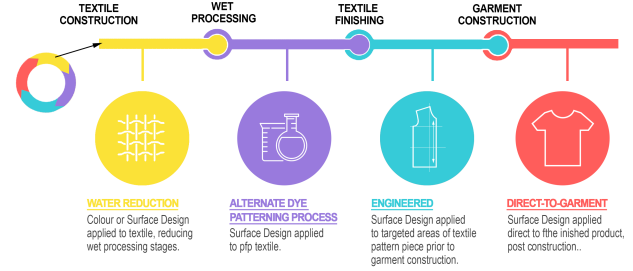 TEXTILE
CONSTRUCTION
WET
PROCESSING
TEXTILE
FINISHING
GARMENT
CONSTRUCTION
WATER REDUCTION
Colour or Surface Design
applied to textile, reducing
wet processing stages.
ALTERNATE DYE
PATTERNING PROCESS
Surface Design applied
to pfp textile.
ENGINEERED
Surface Design applied
to targeted areas of textile
pattern piece prior to
garment construction.
DIRECT-TO-GARMENT
Surface Design applied
direct to fthe inished product,
post construction..